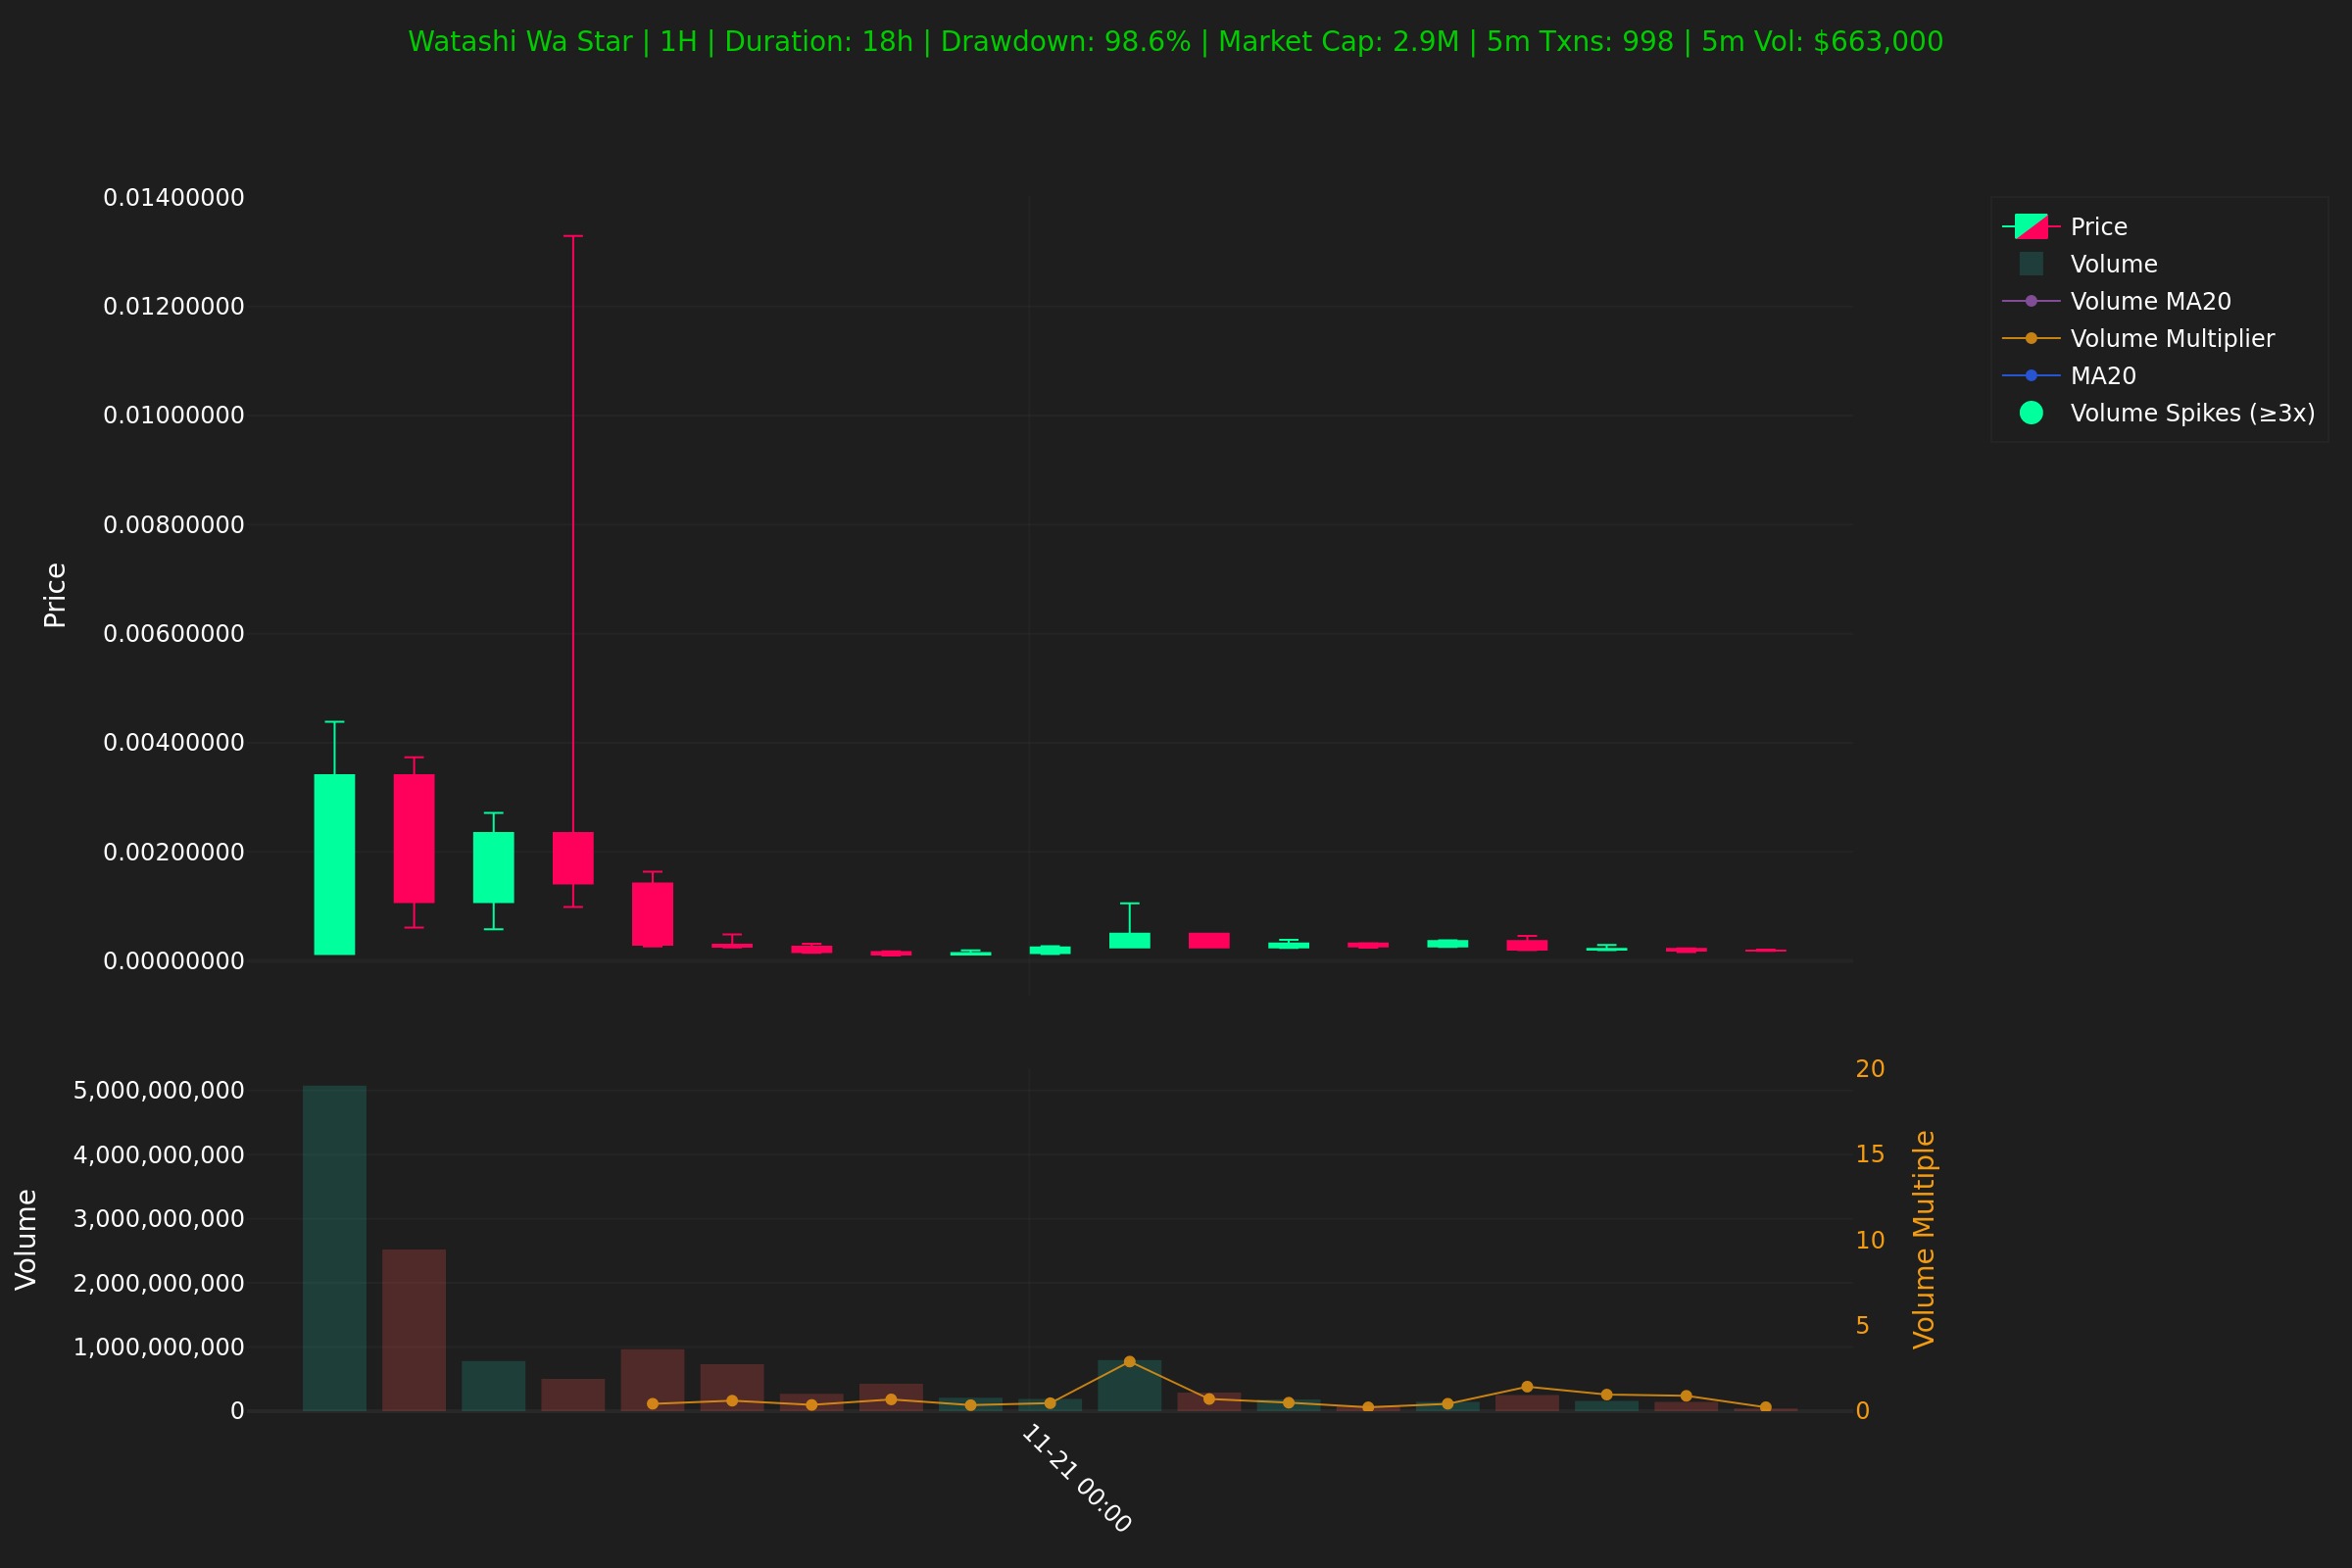 Watashi Wa Star | 1H | Duration: 18h | Drawdown: 98.6% | Market Cap: 2.9M | 5m Txns: 998 | 5m Vol: $663,000
0.01400000
0.01200000
0.01000000
0.00800000
0.00600000
0.00400000
0.00200000
0.00000000
Price
Price
Volume
Volume MA20
Volume Multiplier
MA20
Volume Spikes (≥3x)
5,000,000,000
4,000,000,000
3,000,000,000
2,000,000,000
1,000,000,000
0
Volume
20
15
10
5
0
Volume Multiple
11-21 00:00